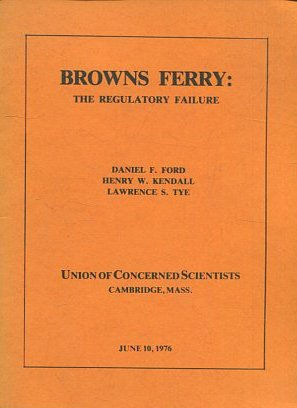 BROWNS FERRY:
THE REGULATORY FAILURE
DANIEL F. FORD
HENRY W. KENDALL
LAWRENCE S. TYE
UNION OF CONCERNED SCIENTISTS
CAMBRIDGE, MASS.
JUNE 10, 1976